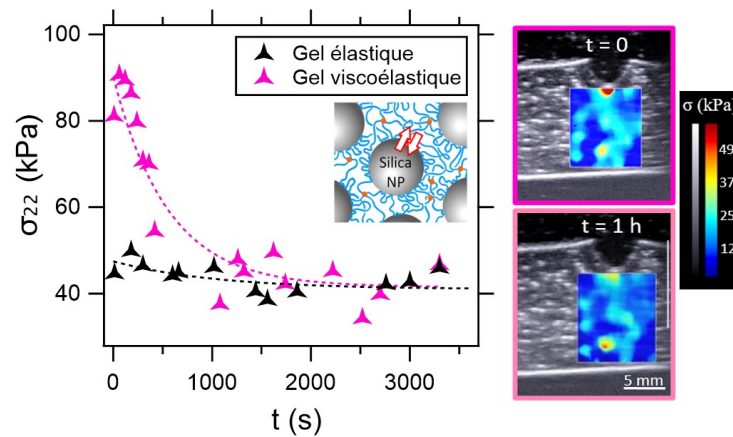 100
80
60
40
σ22 (kPa)
Gel élastique
Gel viscoélastique
Silica
NP
0
1000
2000
3000
t (s)
t = 0
t = 1 h
5 mm
σ (kPa)
49
37
25
12